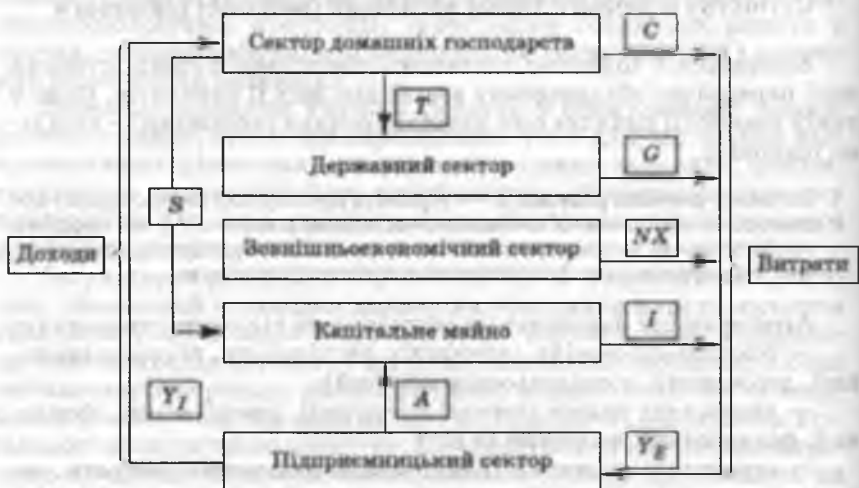 Сектор домашніх господарств
C
T
Державний сектор
G
S
Доходи
Зовнішньоекономічний сектор
NX
Витрати
Капітальне майно
I
Y_I
A
Підприємницький сектор
Y_E